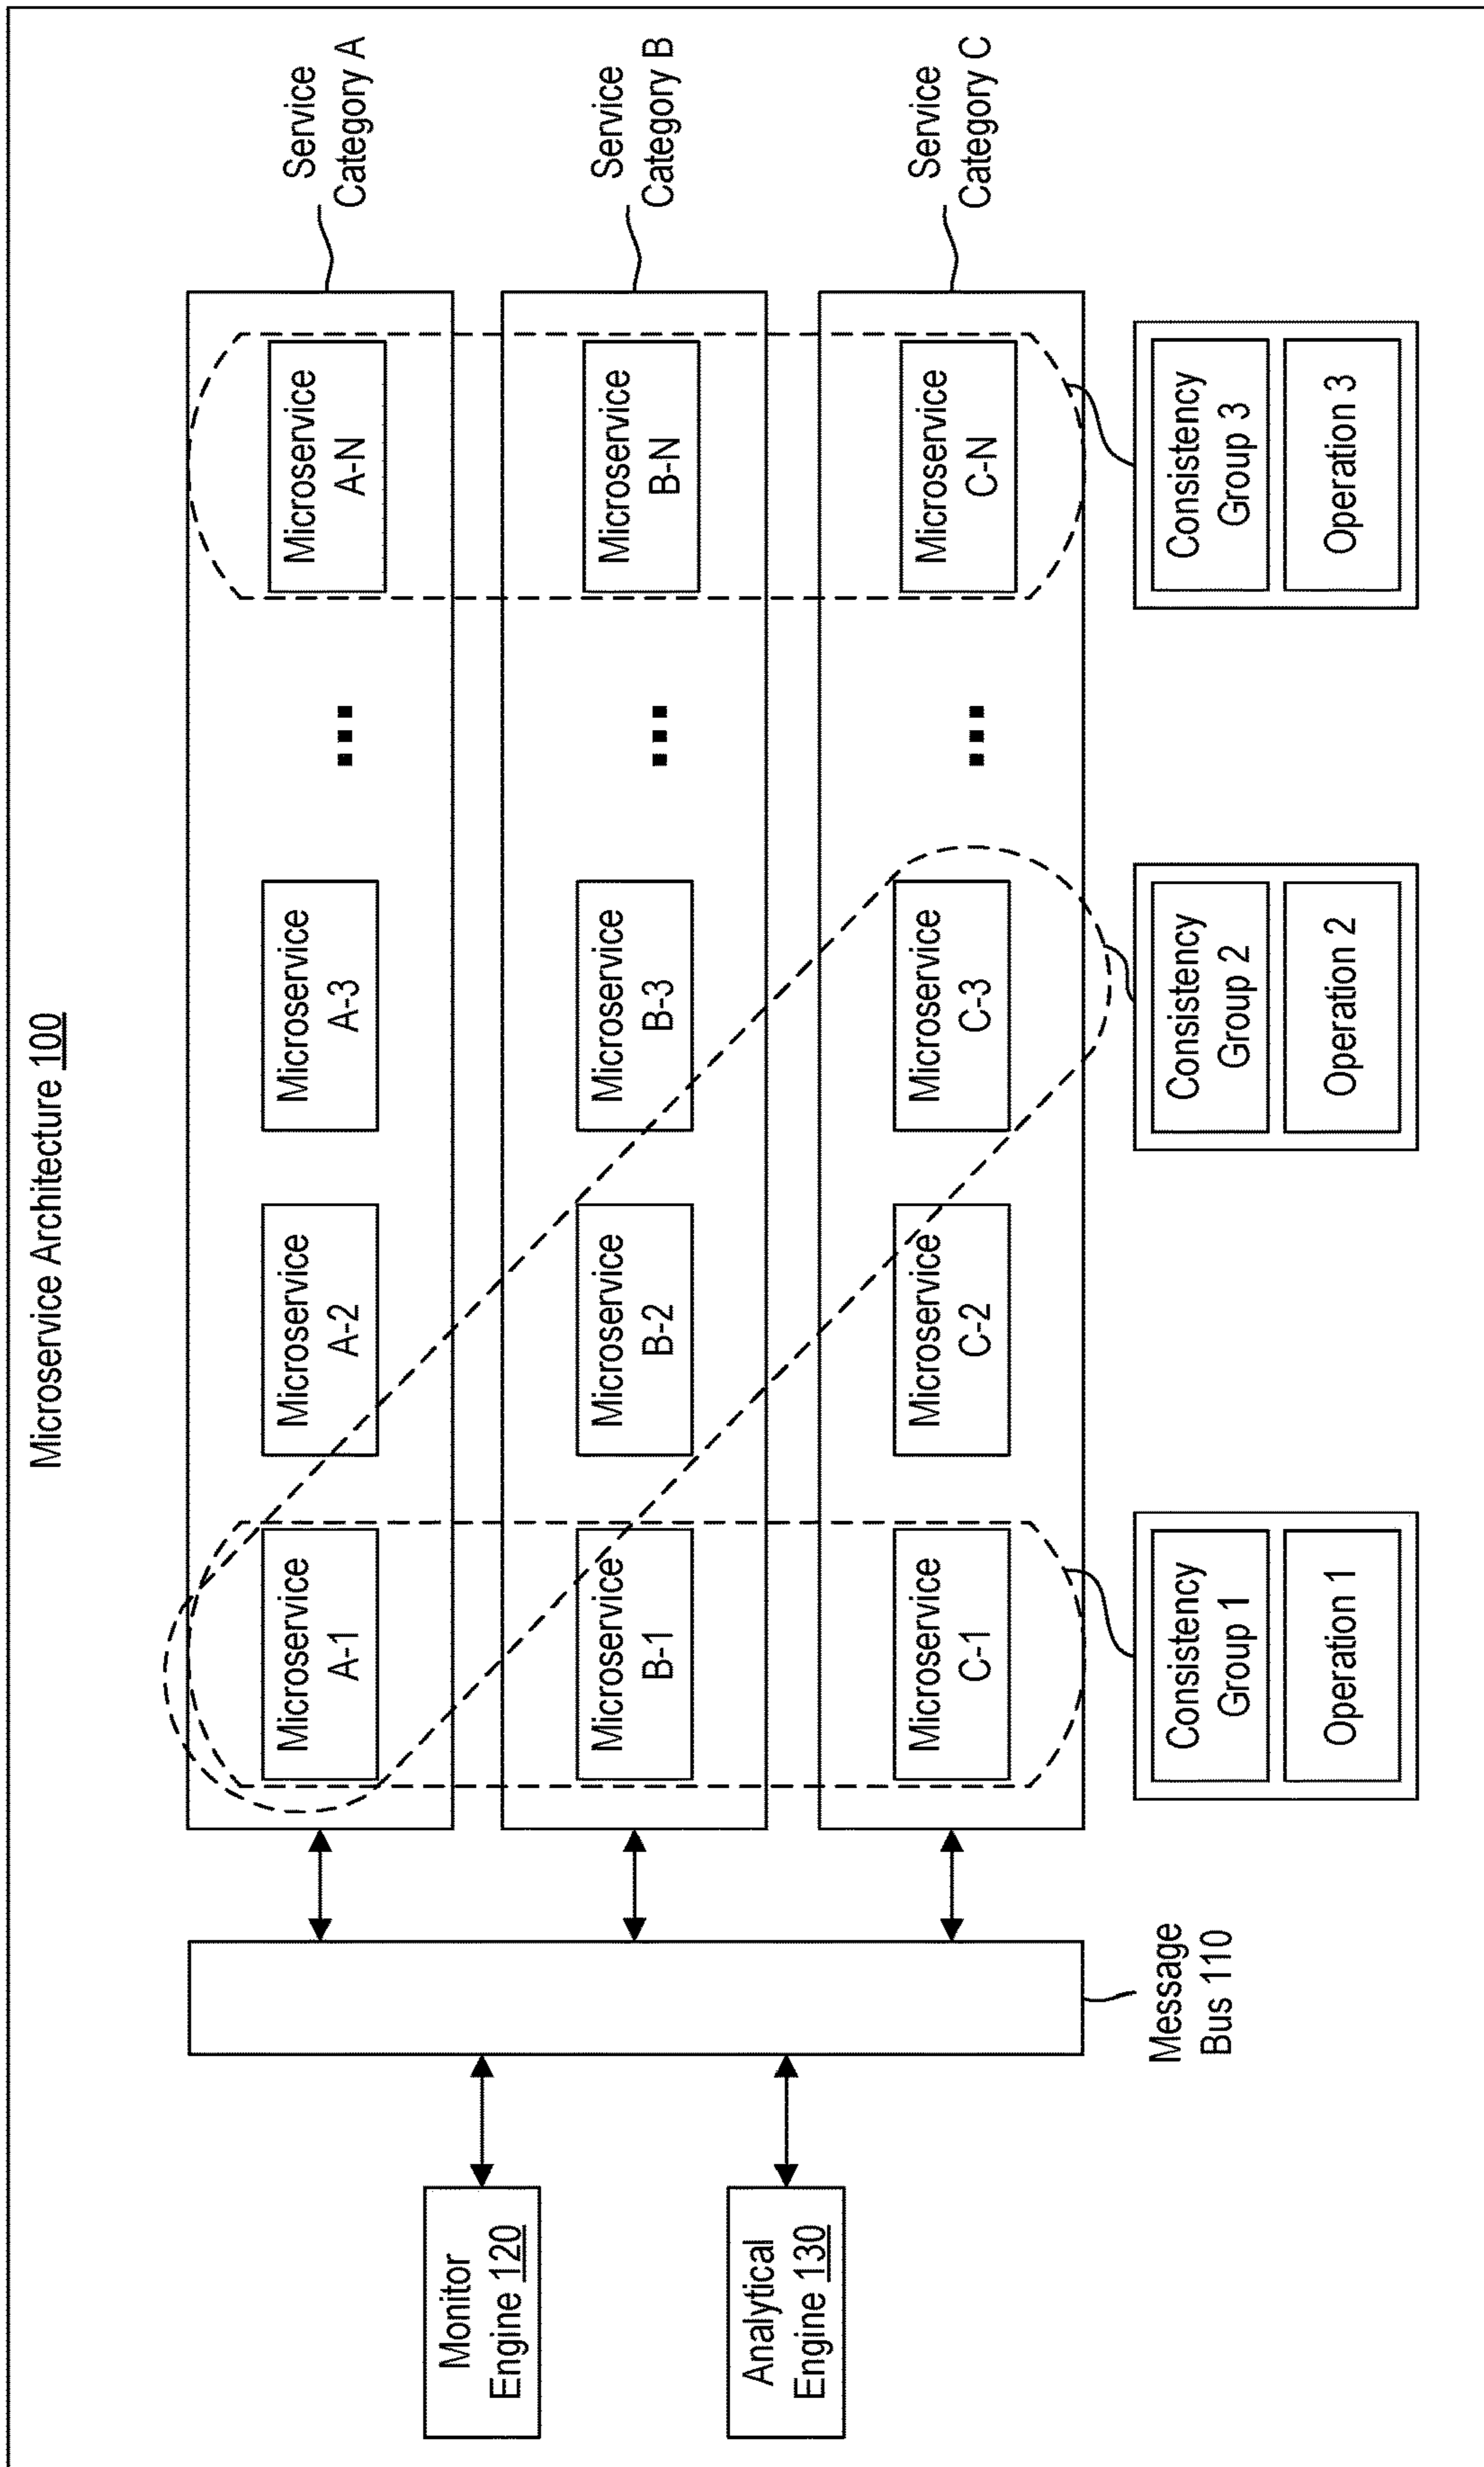 Microservice Architecture 100
Service
Category A
Microservice
A-1
Microservice
A-2
Microservice
A-3
Microservice
A-N
Service
Category B
Microservice
B-1
Microservice
B-2
Microservice
B-3
Microservice
B-N
Service
Category C
Microservice
C-1
Microservice
C-2
Microservice
C-3
Microservice
C-N
Monitor
Engine 120
Analytical
Engine 130
Message
Bus 110
Consistency
Group 1
Operation 1
Consistency
Group 2
Operation 2
Consistency
Group 3
Operation 3